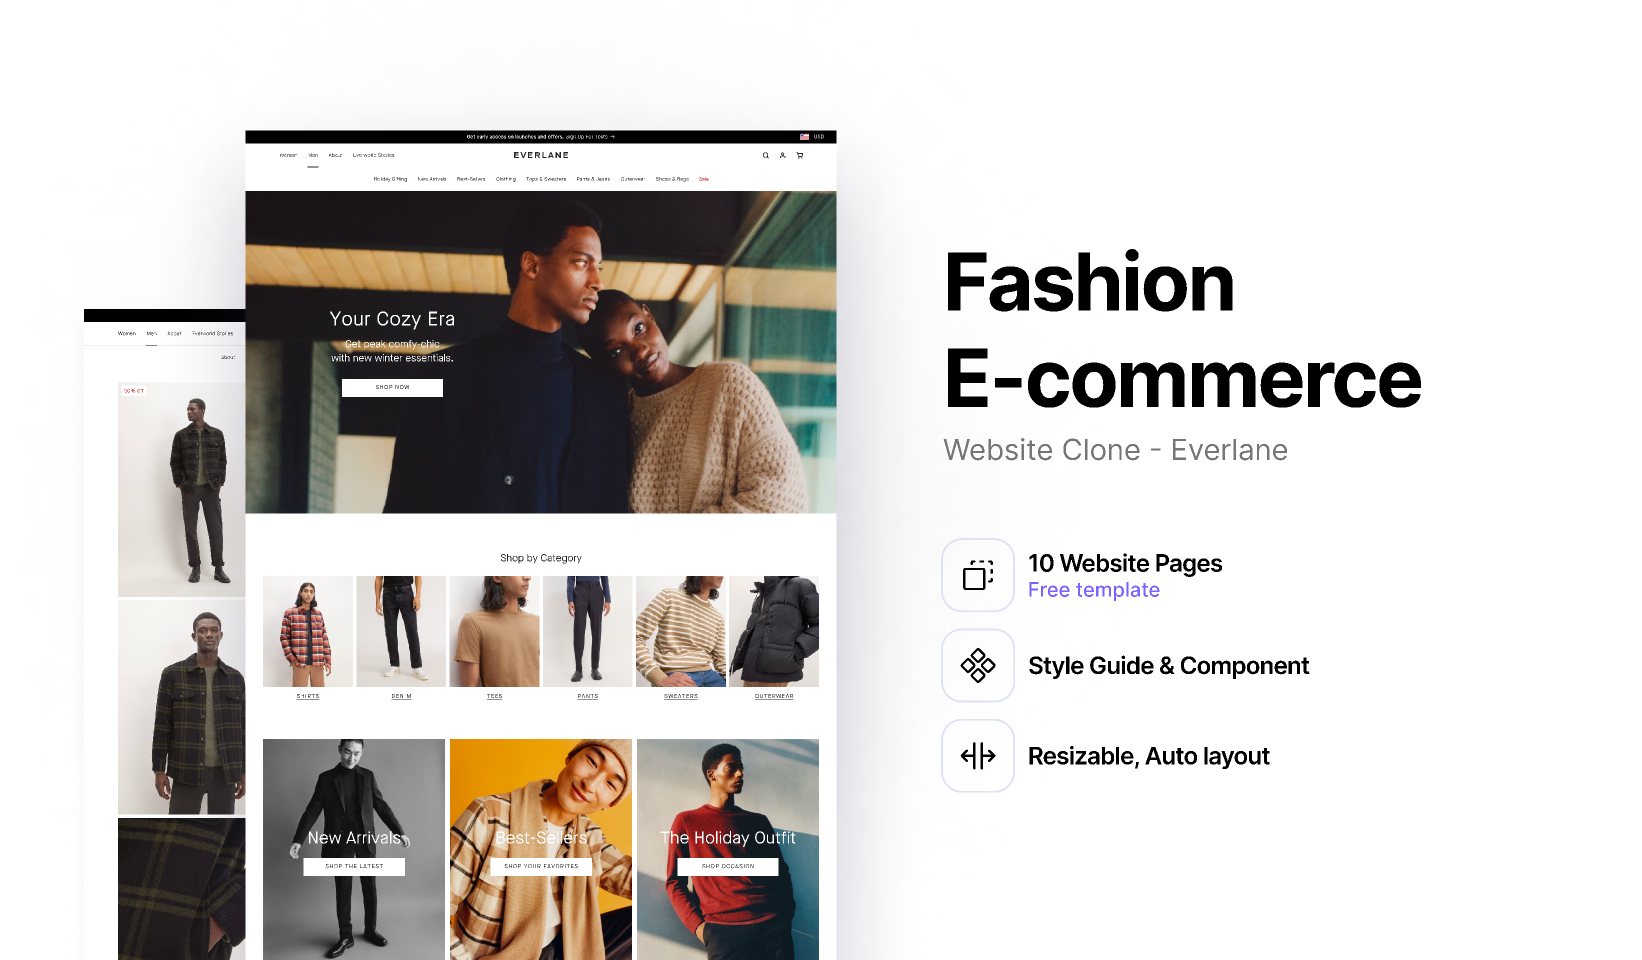 Get early access on launches and offers. Sign Up For Texts →
USD
Women Men About Everworld Stories
EVERLANE
Holiday Gifting New Arrivals Best-Sellers Clothing Tops & Sweaters Pants & Jeans Outerwear Shoes & Bags Sale
Your Cozy Era
Get peak comfy-chic
with new winter essentials.
SHOP NOW
Women Men About Everworld Stories
About
Shop by Category
SHIRTS
DENIM
TEES
PANTS
SWEATERS
OUTERWEAR
New Arrivals
SHOP THE LATEST
Best-Sellers
SHOP YOUR FAVORITES
The Holiday Outfit
SHOP OCCASION
Fashion
E-commerce
Website Clone - Everlane
10 Website Pages
Free template
Style Guide & Component
Resizable, Auto layout